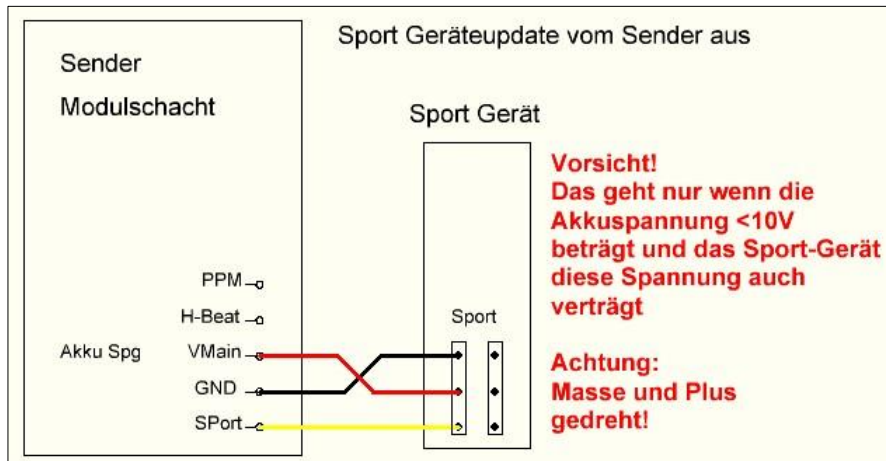 Sport Geräteupdate vom Sender aus
Sender
Modulschacht
Sport Gerät
Vorsicht!
Das geht nur wenn die
Akkuspannung <10V
beträgt und das Sport-Gerät
diese Spannung auch
verträgt
PPM
H-Beat
Sport
Akku Spg VMain
GND
SPort
Achtung:
Masse und Plus
gedreht!